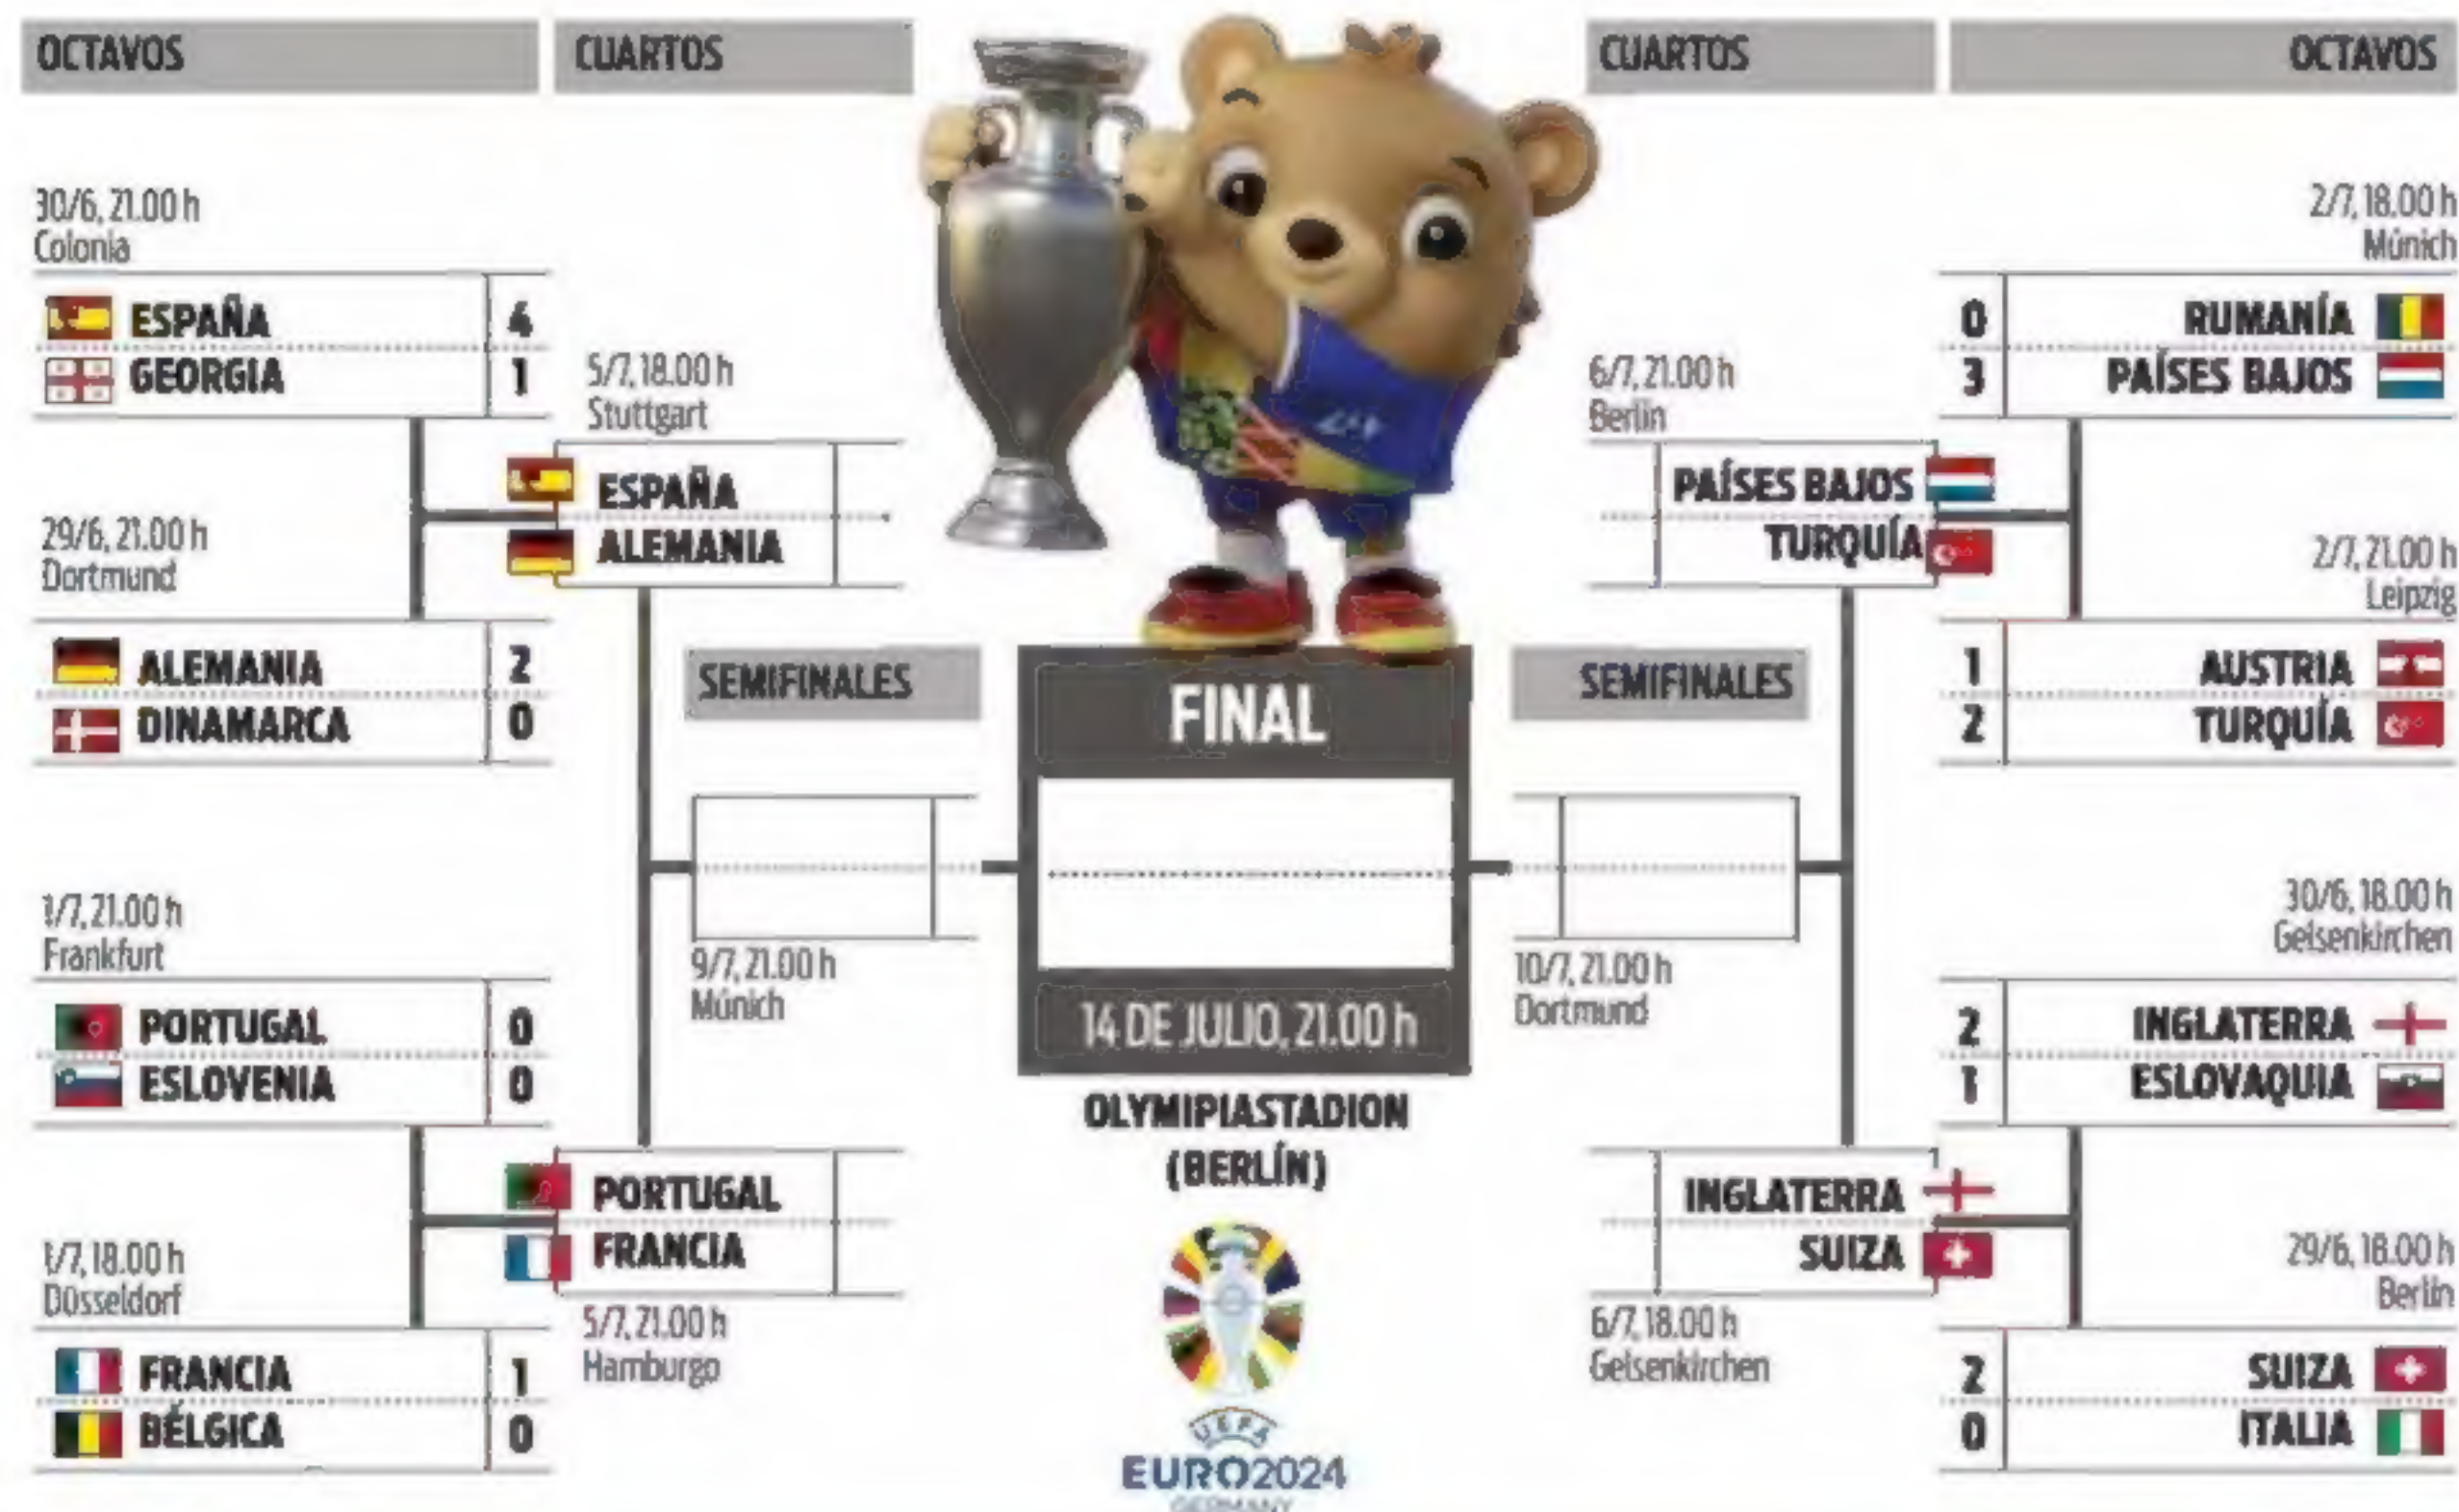 OCTAVOS
CUARTOS
30/6, 21.00 h
Colonia
ESPAÑA 4
GEORGIA 1
29/6, 21.00 h
Dortmund
ALEMANIA 2
DINAMARCA 0
5/7, 18.00 h
Stuttgart
ESPAÑA
ALEMANIA
1/7, 21.00 h
Frankfurt
PORTUGAL 0
ESLOVENIA 0
1/7, 18.00 h
Düsseldorf
FRANCIA 1
BÉLGICA 0
PORTUGAL
FRANCIA
5/7, 21.00 h
Hamburgo
SEMIFINALES
9/7, 21.00 h
Múnich
FINAL
14 DE JULIO, 21.00 h
OLYMIPIASTADION
(BERLÍN)
UEFA
EURO2024
GERMANY
SEMIFINALES
10/7, 21.00 h
Dortmund
CUARTOS
OCTAVOS
6/7, 21.00 h
Berlín
PAÍSES BAJOS
TURQUÍA
2/7, 18.00 h
Múnich
0 RUMANÍA
3 PAÍSES BAJOS
2/7, 21.00 h
Leipzig
1 AUSTRIA
2 TURQUÍA
30/6, 18.00 h
Gelsenkirchen
2 INGLATERRA
1 ESLOVAQUIA
INGLATERRA
SUIZA
6/7, 18.00 h
Gelsenkirchen
29/6, 18.00 h
Berlín
2 SUIZA
0 ITALIA